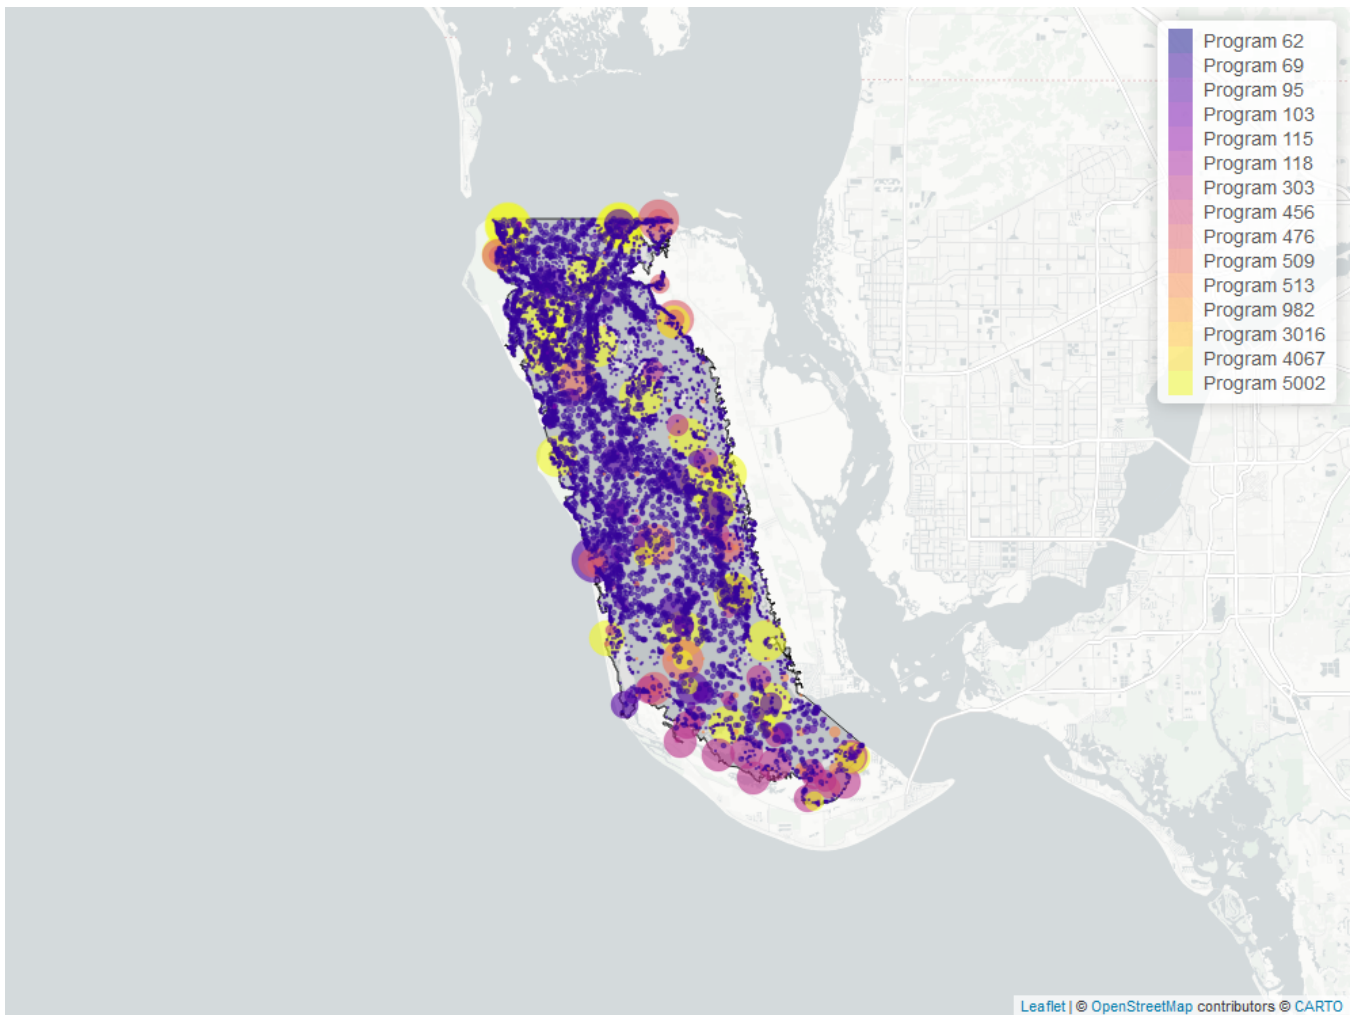 Program 62
Program 69
Program 95
Program 103
Program 115
Program 118
Program 303
Program 456
Program 476
Program 509
Program 513
Program 982
Program 3016
Program 4067
Program 5002
Leaflet | © OpenStreetMap contributors © CARTO